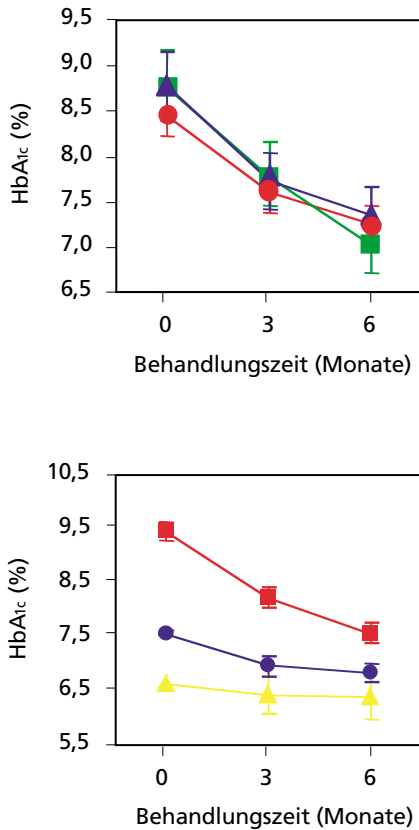 9,5
9,0
8,5
8,0
7,5
7,0
6,5
HbA1c (%)
0 3 6
Behandlungszeit (Monate)
10,5
9,5
8,5
7,5
6,5
5,5
HbA1c (%)
0 3 6
Behandlungszeit (Monate)